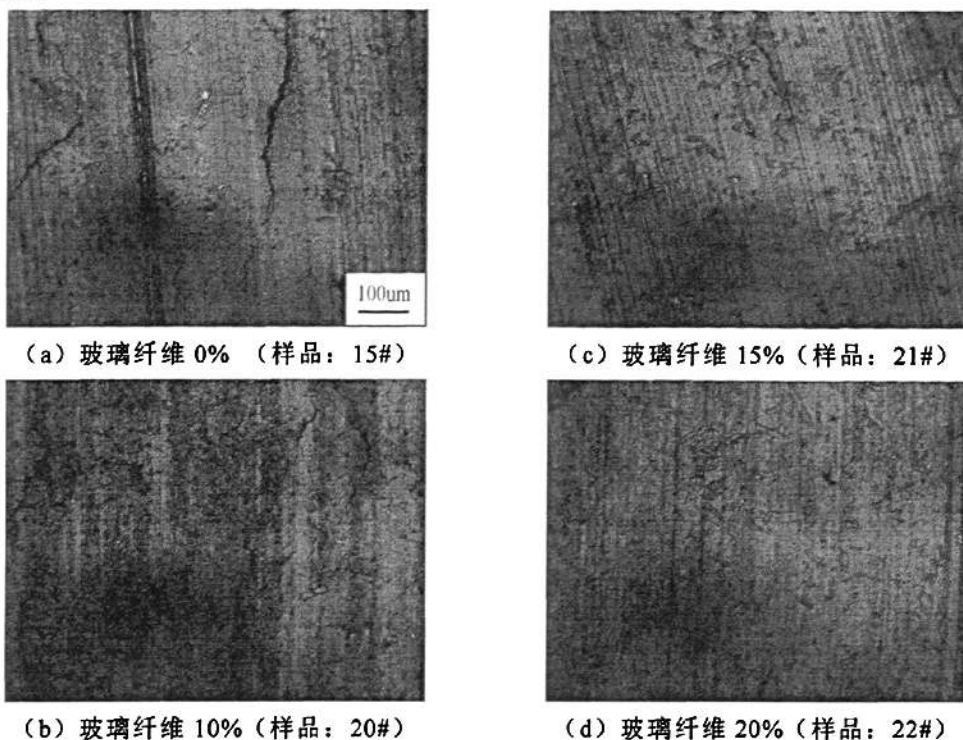 100um
(a) 玻璃纤维 0% (样品: 15#)
(c) 玻璃纤维 15% (样品: 21#)
(b) 玻璃纤维 10% (样品: 20#)
(d) 玻璃纤维 20% (样品: 22#)